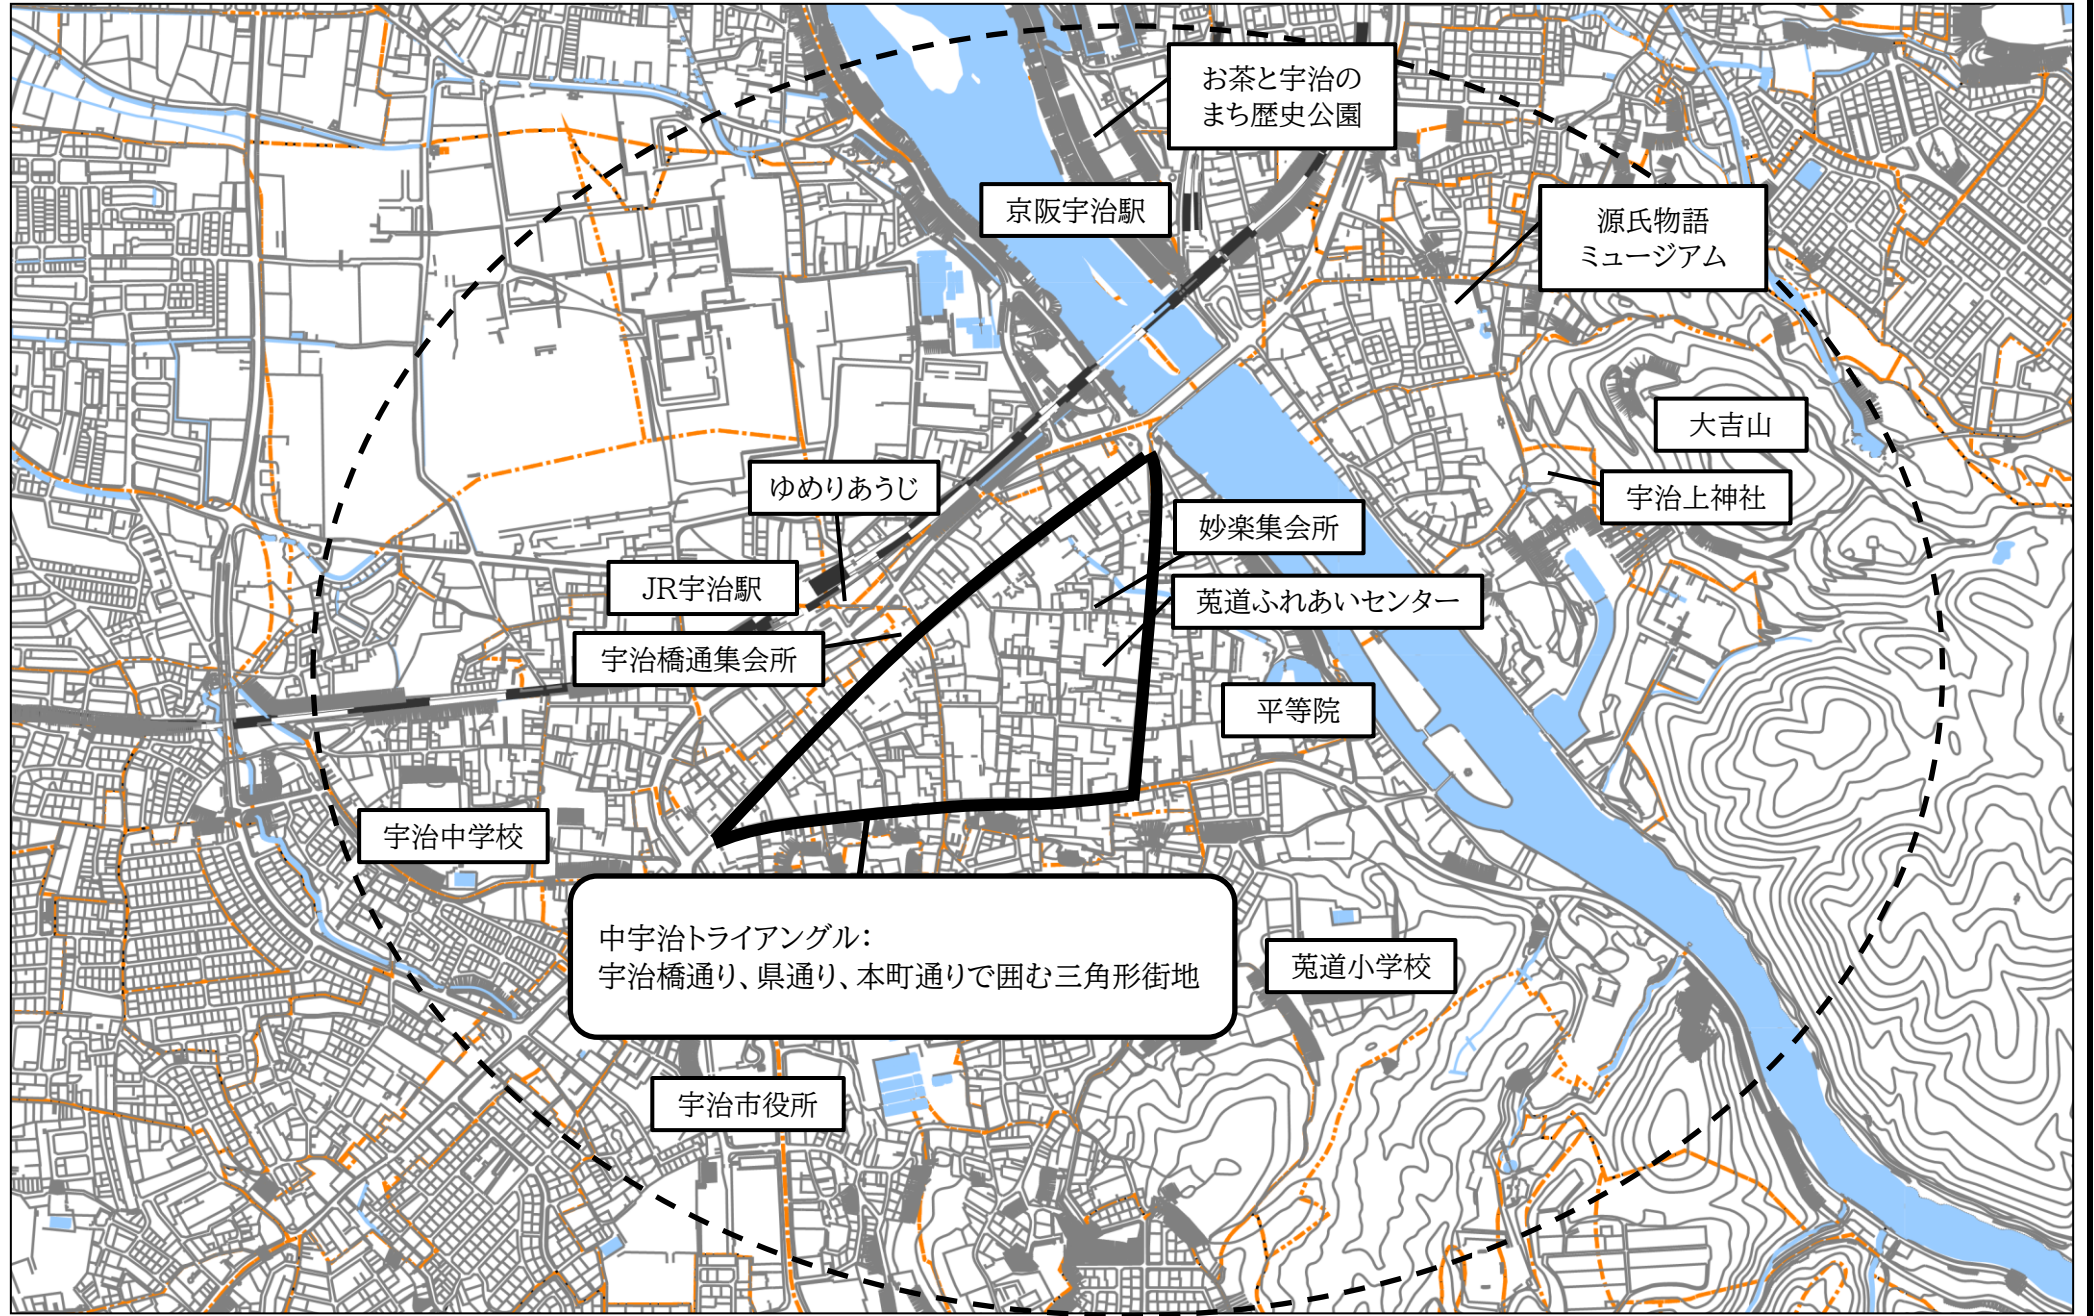 お茶と宇治の
まち歴史公園
京阪宇治駅
源氏物語
ミュージアム
大吉山
ゆめりあうじ
宇治上神社
妙楽集会所
JR宇治駅
菟道ふれあいセンター
宇治橋通集会所
平等院
宇治中学校
中宇治トライアングル：
宇治橋通り、県通り、本町通りで囲む三角形街地
菟道小学校
宇治市役所